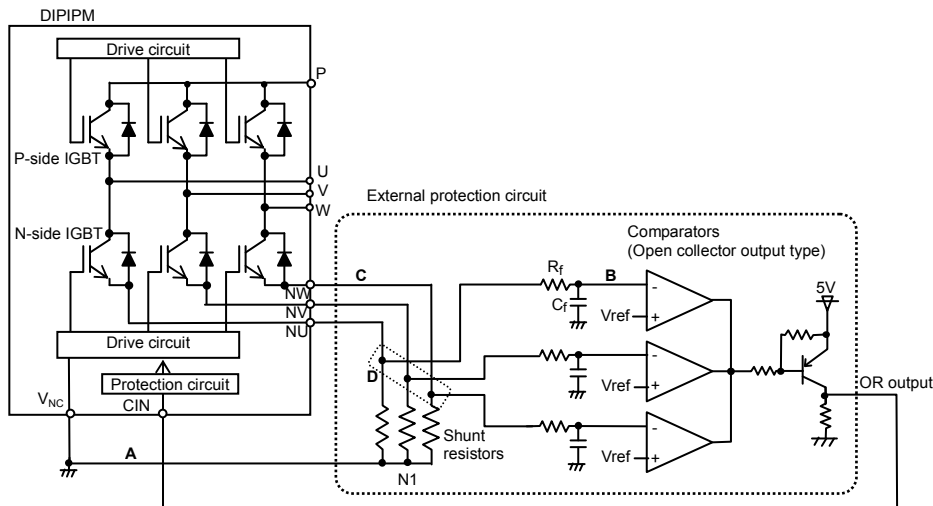 DIPIPM
Drive circuit
P
P-side IGBT
U
V
W
External protection circuit
N-side IGBT
Comparators
(Open collector output type)
C
Rf
B
-
5V
NW
Cf
Vref
+
NV
NU
Drive circuit
-
D
Vref
+
OR output
Protection circuit
VNC
CIN
-
Shunt
resistors
A
Vref
+
N1